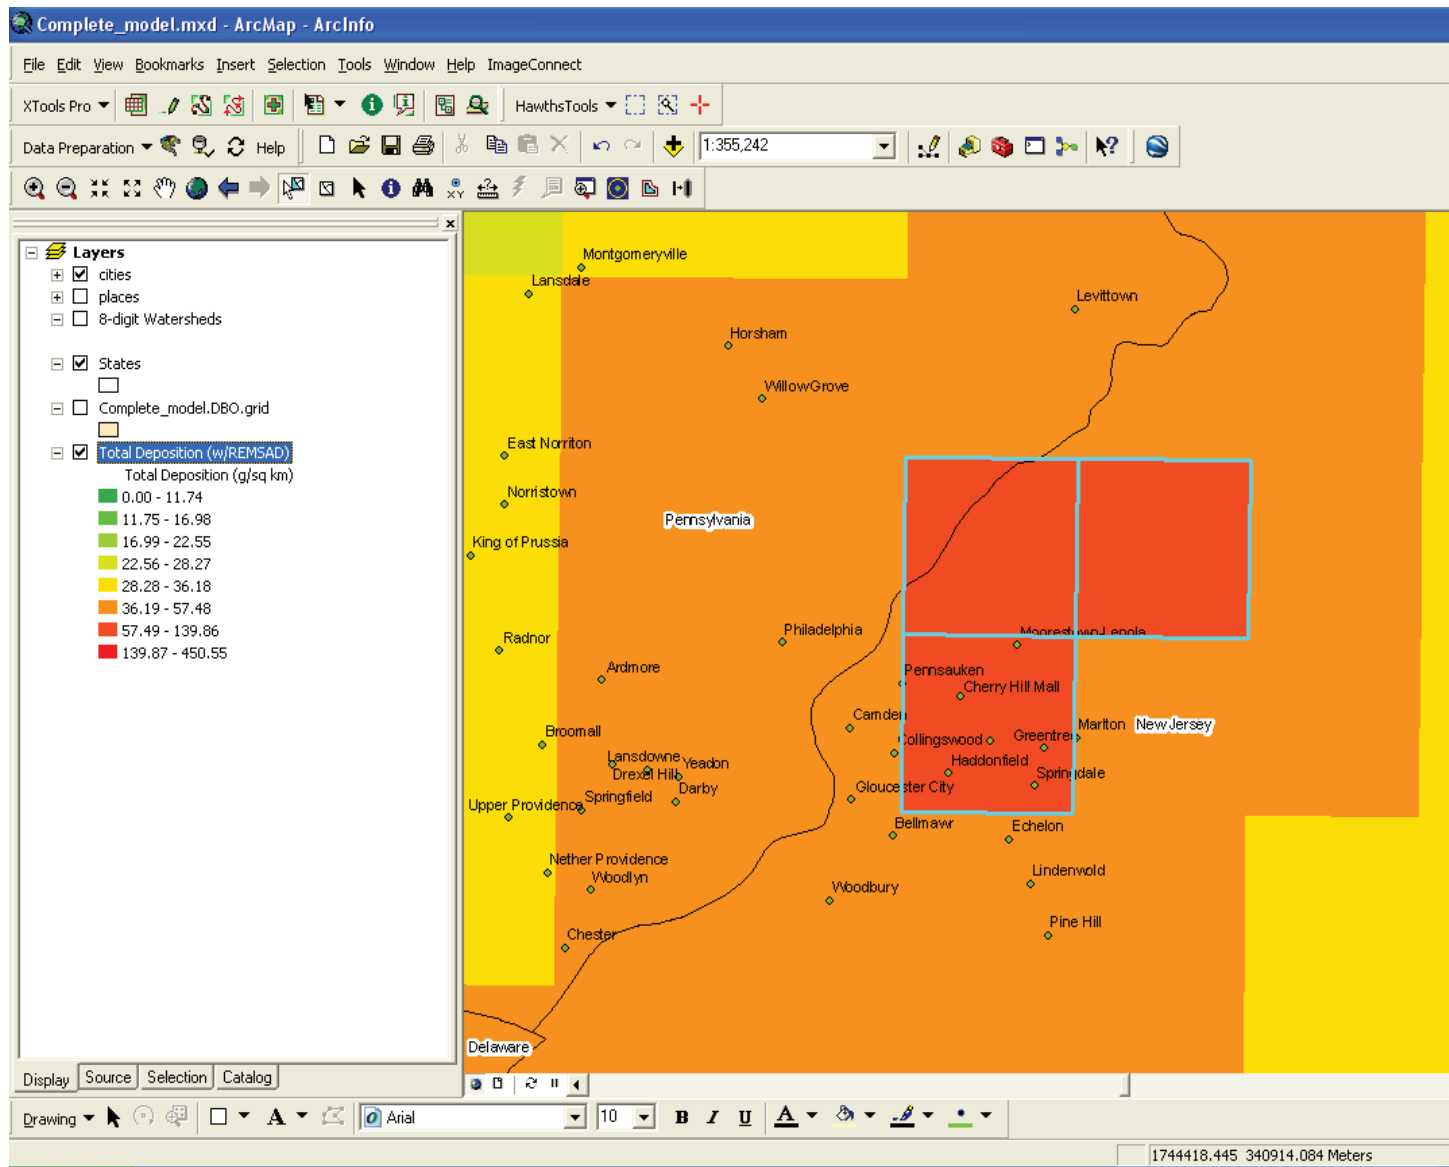 Complete_model.mxd - ArcMap - ArcInfo
File Edit View Bookmarks Insert Selection Tools Window Help ImageConnect
XTools Pro HawthsTools
Data Preparation Help 1:355,242
Layers
cities
places
8-digit Watersheds
States
Complete_model.DBO.grid
Total Deposition (w/REMSAD)
Total Deposition (g/sq km)
0.00 - 11.74
11.75 - 16.98
16.99 - 22.55
22.56 - 28.27
28.28 - 36.18
36.19 - 57.48
57.49 - 139.86
139.87 - 450.55
Montgomeryville
Lansdale
Levittown
Horsham
WillowGrove
East Norriton
Norristown
Pennsylvania
King of Prussia
Philadelphia
Moorestown-Lenola
Radnor
Ardmore
Pennsauken
Cherry Hill Mall
Camden
Marlton
New Jersey
Broomall
Collingswood
Greentree
Lansdowne
Yeadon
Haddonfield
Drexel Hill
Springdale
Darby
Gloucester City
Springfield
Upper Providence
Bellmawr
Echelon
Nether Providence
Woodlyn
Lindenwold
Woodbury
Pine Hill
Chester
Delaware
Display Source Selection Catalog
Drawing A Arial 10 B I U A
1744418.445 340914.084 Meters